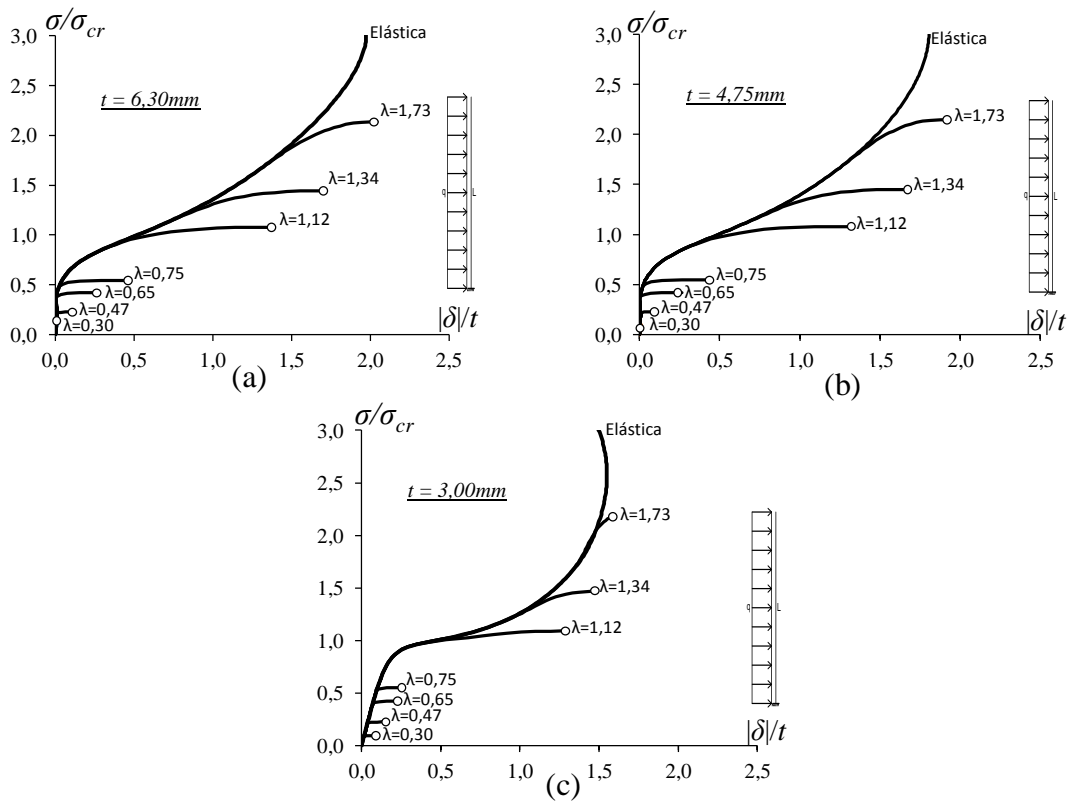 σ/σcr
3,0
2,5
2,0
1,5
1,0
0,5
0,0
t = 6,30mm
Elástica
λ=1,73
λ=1,34
λ=1,12
λ=0,75
λ=0,65
λ=0,47
λ=0,30
q
L
|δ|/t
0,0
0,5
1,0
1,5
2,0
2,5
(a)
σ/σcr
3,0
2,5
2,0
1,5
1,0
0,5
0,0
t = 4,75mm
Elástica
λ=1,73
λ=1,34
λ=1,12
λ=0,75
λ=0,65
λ=0,47
λ=0,30
q
L
|δ|/t
0,0
0,5
1,0
1,5
2,0
2,5
(b)
σ/σcr
3,0
2,5
2,0
1,5
1,0
0,5
0,0
t = 3,00mm
Elástica
λ=1,73
λ=1,34
λ=1,12
λ=0,75
λ=0,65
λ=0,47
λ=0,30
q
L
|δ|/t
0,0
0,5
1,0
1,5
2,0
2,5
(c)